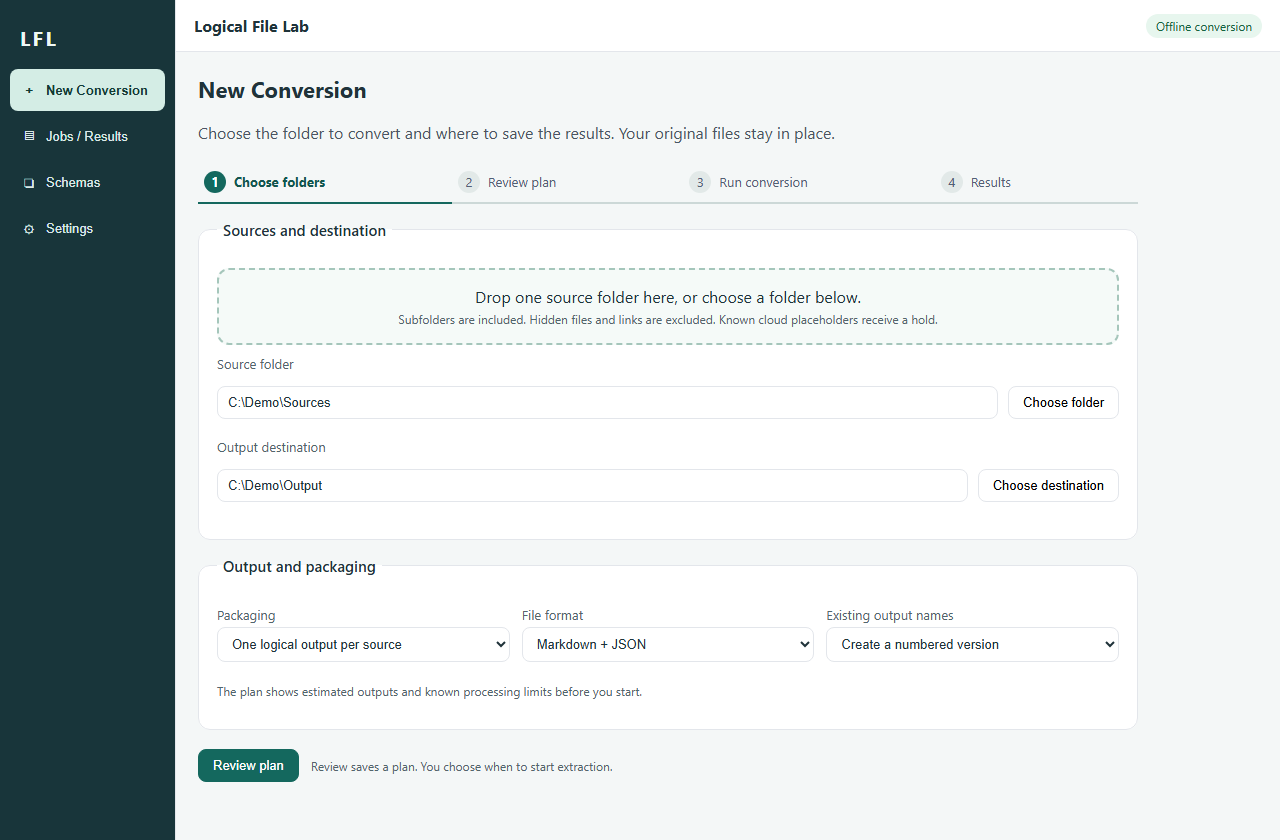 LFL
+ New Conversion
Jobs / Results
Schemas
Settings
Logical File Lab
Offline conversion
New Conversion
Choose the folder to convert and where to save the results. Your original files stay in place.
1 Choose folders
2 Review plan
3 Run conversion
4 Results
Sources and destination
Drop one source folder here, or choose a folder below.
Subfolders are included. Hidden files and links are excluded. Known cloud placeholders receive a hold.
Source folder
C:\Demo\Sources
Choose folder
Output destination
C:\Demo\Output
Choose destination
Output and packaging
Packaging
File format
Existing output names
One logical output per source
Markdown + JSON
Create a numbered version
The plan shows estimated outputs and known processing limits before you start.
Review plan
Review saves a plan. You choose when to start extraction.